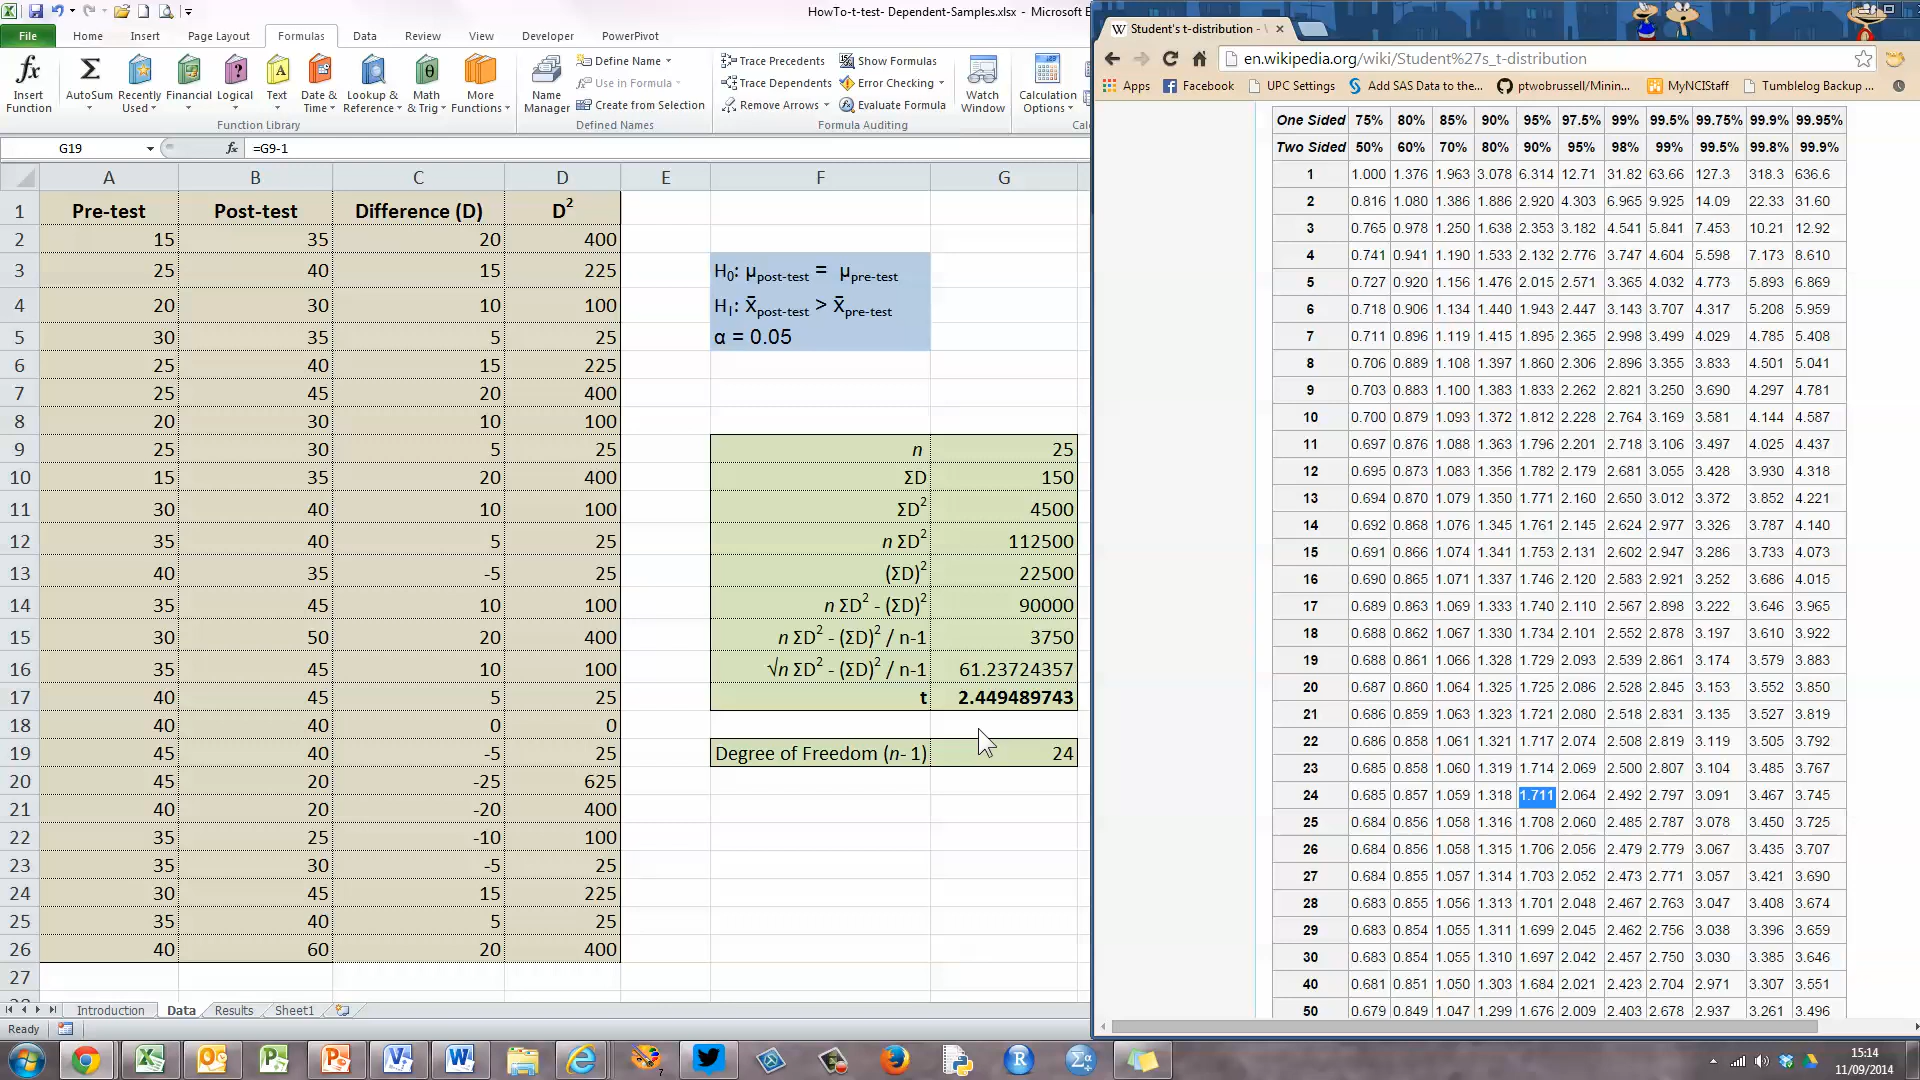 HowTo-t-test- Dependent-Samples.xlsx - Microsoft E
File Home Insert Page Layout Formulas Data Review View Developer PowerPivot
Insert Function
AutoSum
Recently Used
Financial
Logical
Text
Date & Time
Lookup & Reference
Math & Trig
More Functions
Function Library
Name Manager
Define Name
Use in Formula
Create from Selection
Defined Names
Trace Precedents
Trace Dependents
Remove Arrows
Show Formulas
Error Checking
Evaluate Formula
Formula Auditing
Watch Window
Calculation Options
Calc
G19 fx =G9-1
A B C D E F G
1 Pre-test Post-test Difference (D) D²
2 15 35 20 400
3 25 40 15 225
4 20 30 10 100
5 30 35 5 25
6 25 40 15 225
7 25 45 20 400
8 20 30 10 100
9 25 30 5 25
10 15 35 20 400
11 30 40 10 100
12 35 40 5 25
13 40 35 -5 25
14 35 45 10 100
15 30 50 20 400
16 35 45 10 100
17 40 45 5 25
18 40 40 0 0
19 45 40 -5 25
20 45 20 -25 625
21 40 20 -20 400
22 35 25 -10 100
23 35 30 -5 25
24 30 45 15 225
25 35 40 5 25
26 40 60 20 400
27
H₀: μpost-test = μpre-test
H₁: x̄post-test > x̄pre-test
α = 0.05
n 25
ΣD 150
ΣD² 4500
n ΣD² 112500
(ΣD)² 22500
n ΣD² - (ΣD)² 90000
n ΣD² - (ΣD)² / n-1 3750
√n ΣD² - (ΣD)² / n-1 61.23724357
t 2.449489743
Degree of Freedom (n- 1) 24
Introduction Data Results Sheet1
Ready
Student's t-distribution -
en.wikipedia.org/wiki/Student%27s_t-distribution
Apps Facebook UPC Settings Add SAS Data to the... ptwobrussell/Minin... MyNCIStaff Tumblelog Backup ...
One Sided 75% 80% 85% 90% 95% 97.5% 99% 99.5% 99.75% 99.9% 99.95%
Two Sided 50% 60% 70% 80% 90% 95% 98% 99% 99.5% 99.8% 99.9%
1 1.000 1.376 1.963 3.078 6.314 12.71 31.82 63.66 127.3 318.3 636.6
2 0.816 1.080 1.386 1.886 2.920 4.303 6.965 9.925 14.09 22.33 31.60
3 0.765 0.978 1.250 1.638 2.353 3.182 4.541 5.841 7.453 10.21 12.92
4 0.741 0.941 1.190 1.533 2.132 2.776 3.747 4.604 5.598 7.173 8.610
5 0.727 0.920 1.156 1.476 2.015 2.571 3.365 4.032 4.773 5.893 6.869
6 0.718 0.906 1.134 1.440 1.943 2.447 3.143 3.707 4.317 5.208 5.959
7 0.711 0.896 1.119 1.415 1.895 2.365 2.998 3.499 4.029 4.785 5.408
8 0.706 0.889 1.108 1.397 1.860 2.306 2.896 3.355 3.833 4.501 5.041
9 0.703 0.883 1.100 1.383 1.833 2.262 2.821 3.250 3.690 4.297 4.781
10 0.700 0.879 1.093 1.372 1.812 2.228 2.764 3.169 3.581 4.144 4.587
11 0.697 0.876 1.088 1.363 1.796 2.201 2.718 3.106 3.497 4.025 4.437
12 0.695 0.873 1.083 1.356 1.782 2.179 2.681 3.055 3.428 3.930 4.318
13 0.694 0.870 1.079 1.350 1.771 2.160 2.650 3.012 3.372 3.852 4.221
14 0.692 0.868 1.076 1.345 1.761 2.145 2.624 2.977 3.326 3.787 4.140
15 0.691 0.866 1.074 1.341 1.753 2.131 2.602 2.947 3.286 3.733 4.073
16 0.690 0.865 1.071 1.337 1.746 2.120 2.583 2.921 3.252 3.686 4.015
17 0.689 0.863 1.069 1.333 1.740 2.110 2.567 2.898 3.222 3.646 3.965
18 0.688 0.862 1.067 1.330 1.734 2.101 2.552 2.878 3.197 3.610 3.922
19 0.688 0.861 1.066 1.328 1.729 2.093 2.539 2.861 3.174 3.579 3.883
20 0.687 0.860 1.064 1.325 1.725 2.086 2.528 2.845 3.153 3.552 3.850
21 0.686 0.859 1.063 1.323 1.721 2.080 2.518 2.831 3.135 3.527 3.819
22 0.686 0.858 1.061 1.321 1.717 2.074 2.508 2.819 3.119 3.505 3.792
23 0.685 0.858 1.060 1.319 1.714 2.069 2.500 2.807 3.104 3.485 3.767
24 0.685 0.857 1.059 1.318 1.711 2.064 2.492 2.797 3.091 3.467 3.745
25 0.684 0.856 1.058 1.316 1.708 2.060 2.485 2.787 3.078 3.450 3.725
26 0.684 0.856 1.058 1.315 1.706 2.056 2.479 2.779 3.067 3.435 3.707
27 0.684 0.855 1.057 1.314 1.703 2.052 2.473 2.771 3.057 3.421 3.690
28 0.683 0.855 1.056 1.313 1.701 2.048 2.467 2.763 3.047 3.408 3.674
29 0.683 0.854 1.055 1.311 1.699 2.045 2.462 2.756 3.038 3.396 3.659
30 0.683 0.854 1.055 1.310 1.697 2.042 2.457 2.750 3.030 3.385 3.646
40 0.681 0.851 1.050 1.303 1.684 2.021 2.423 2.704 2.971 3.307 3.551
50 0.679 0.849 1.047 1.299 1.676 2.009 2.403 2.678 2.937 3.261 3.496
15:14
11/09/2014